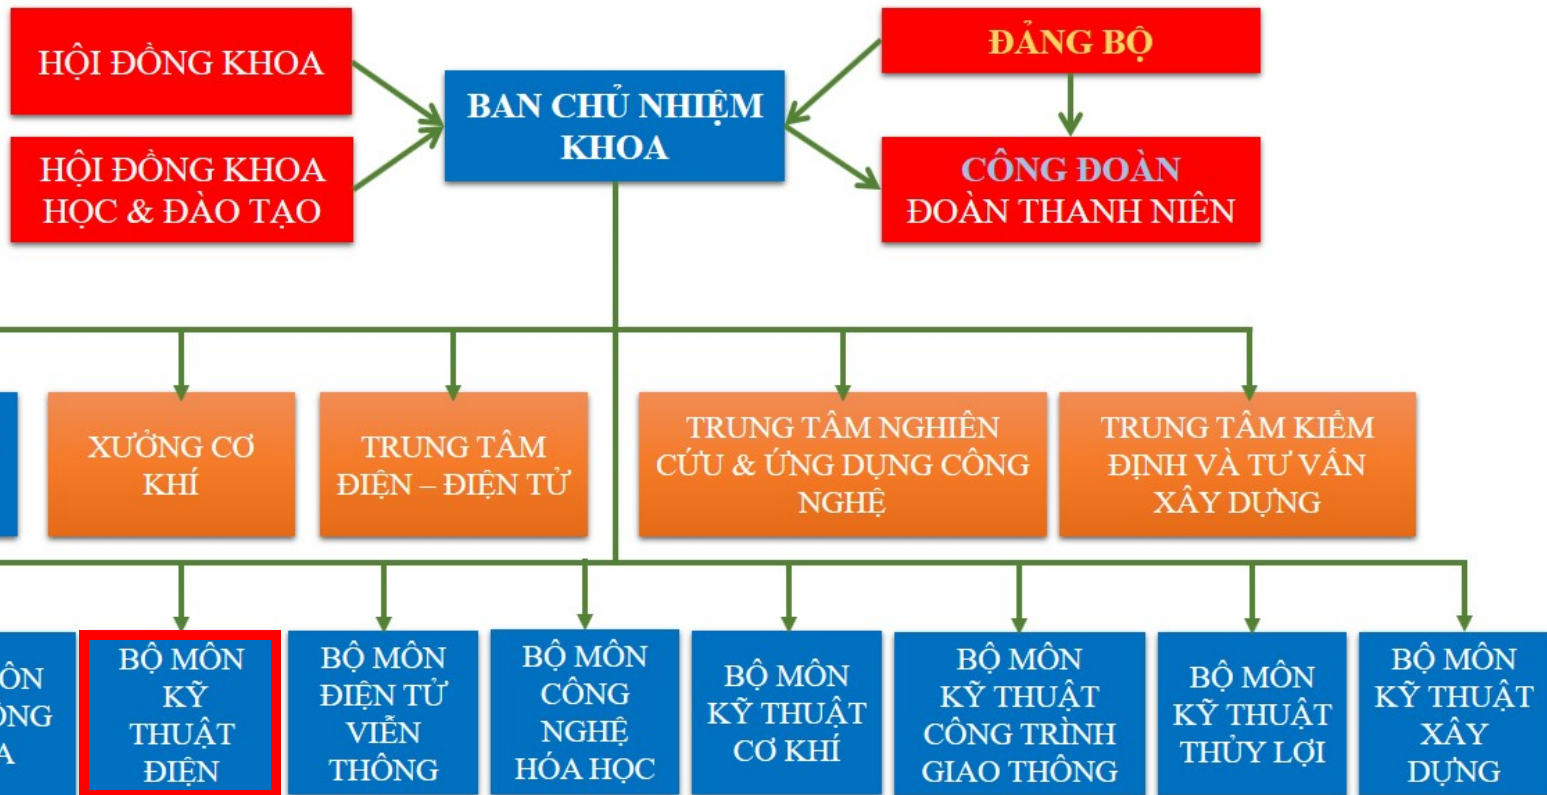 HỘI ĐỒNG KHOA
HỘI ĐỒNG KHOA
HỌC & ĐÀO TẠO
BAN CHỦ NHIỆM
KHOA
ĐẢNG BỘ
CÔNG ĐOÀN
ĐOÀN THANH NIÊN
XƯỞNG CƠ
KHÍ
TRUNG TÂM
ĐIỆN – ĐIỆN TỬ
TRUNG TÂM NGHIÊN
CỨU & ỨNG DỤNG CÔNG
NGHỆ
TRUNG TÂM KIỂM
ĐỊNH VÀ TƯ VẤN
XÂY DỰNG
BỘ MÔN
KỸ
THUẬT
ĐIỆN
BỘ MÔN
ĐIỆN TỬ
VIỄN
THÔNG
BỘ MÔN
CÔNG
NGHỆ
HÓA HỌC
BỘ MÔN
KỸ THUẬT
CƠ KHÍ
BỘ MÔN
KỸ THUẬT
CÔNG TRÌNH
GIAO THÔNG
BỘ MÔN
KỸ THUẬT
THỦY LỢI
BỘ MÔN
KỸ THUẬT
XÂY
DỰNG